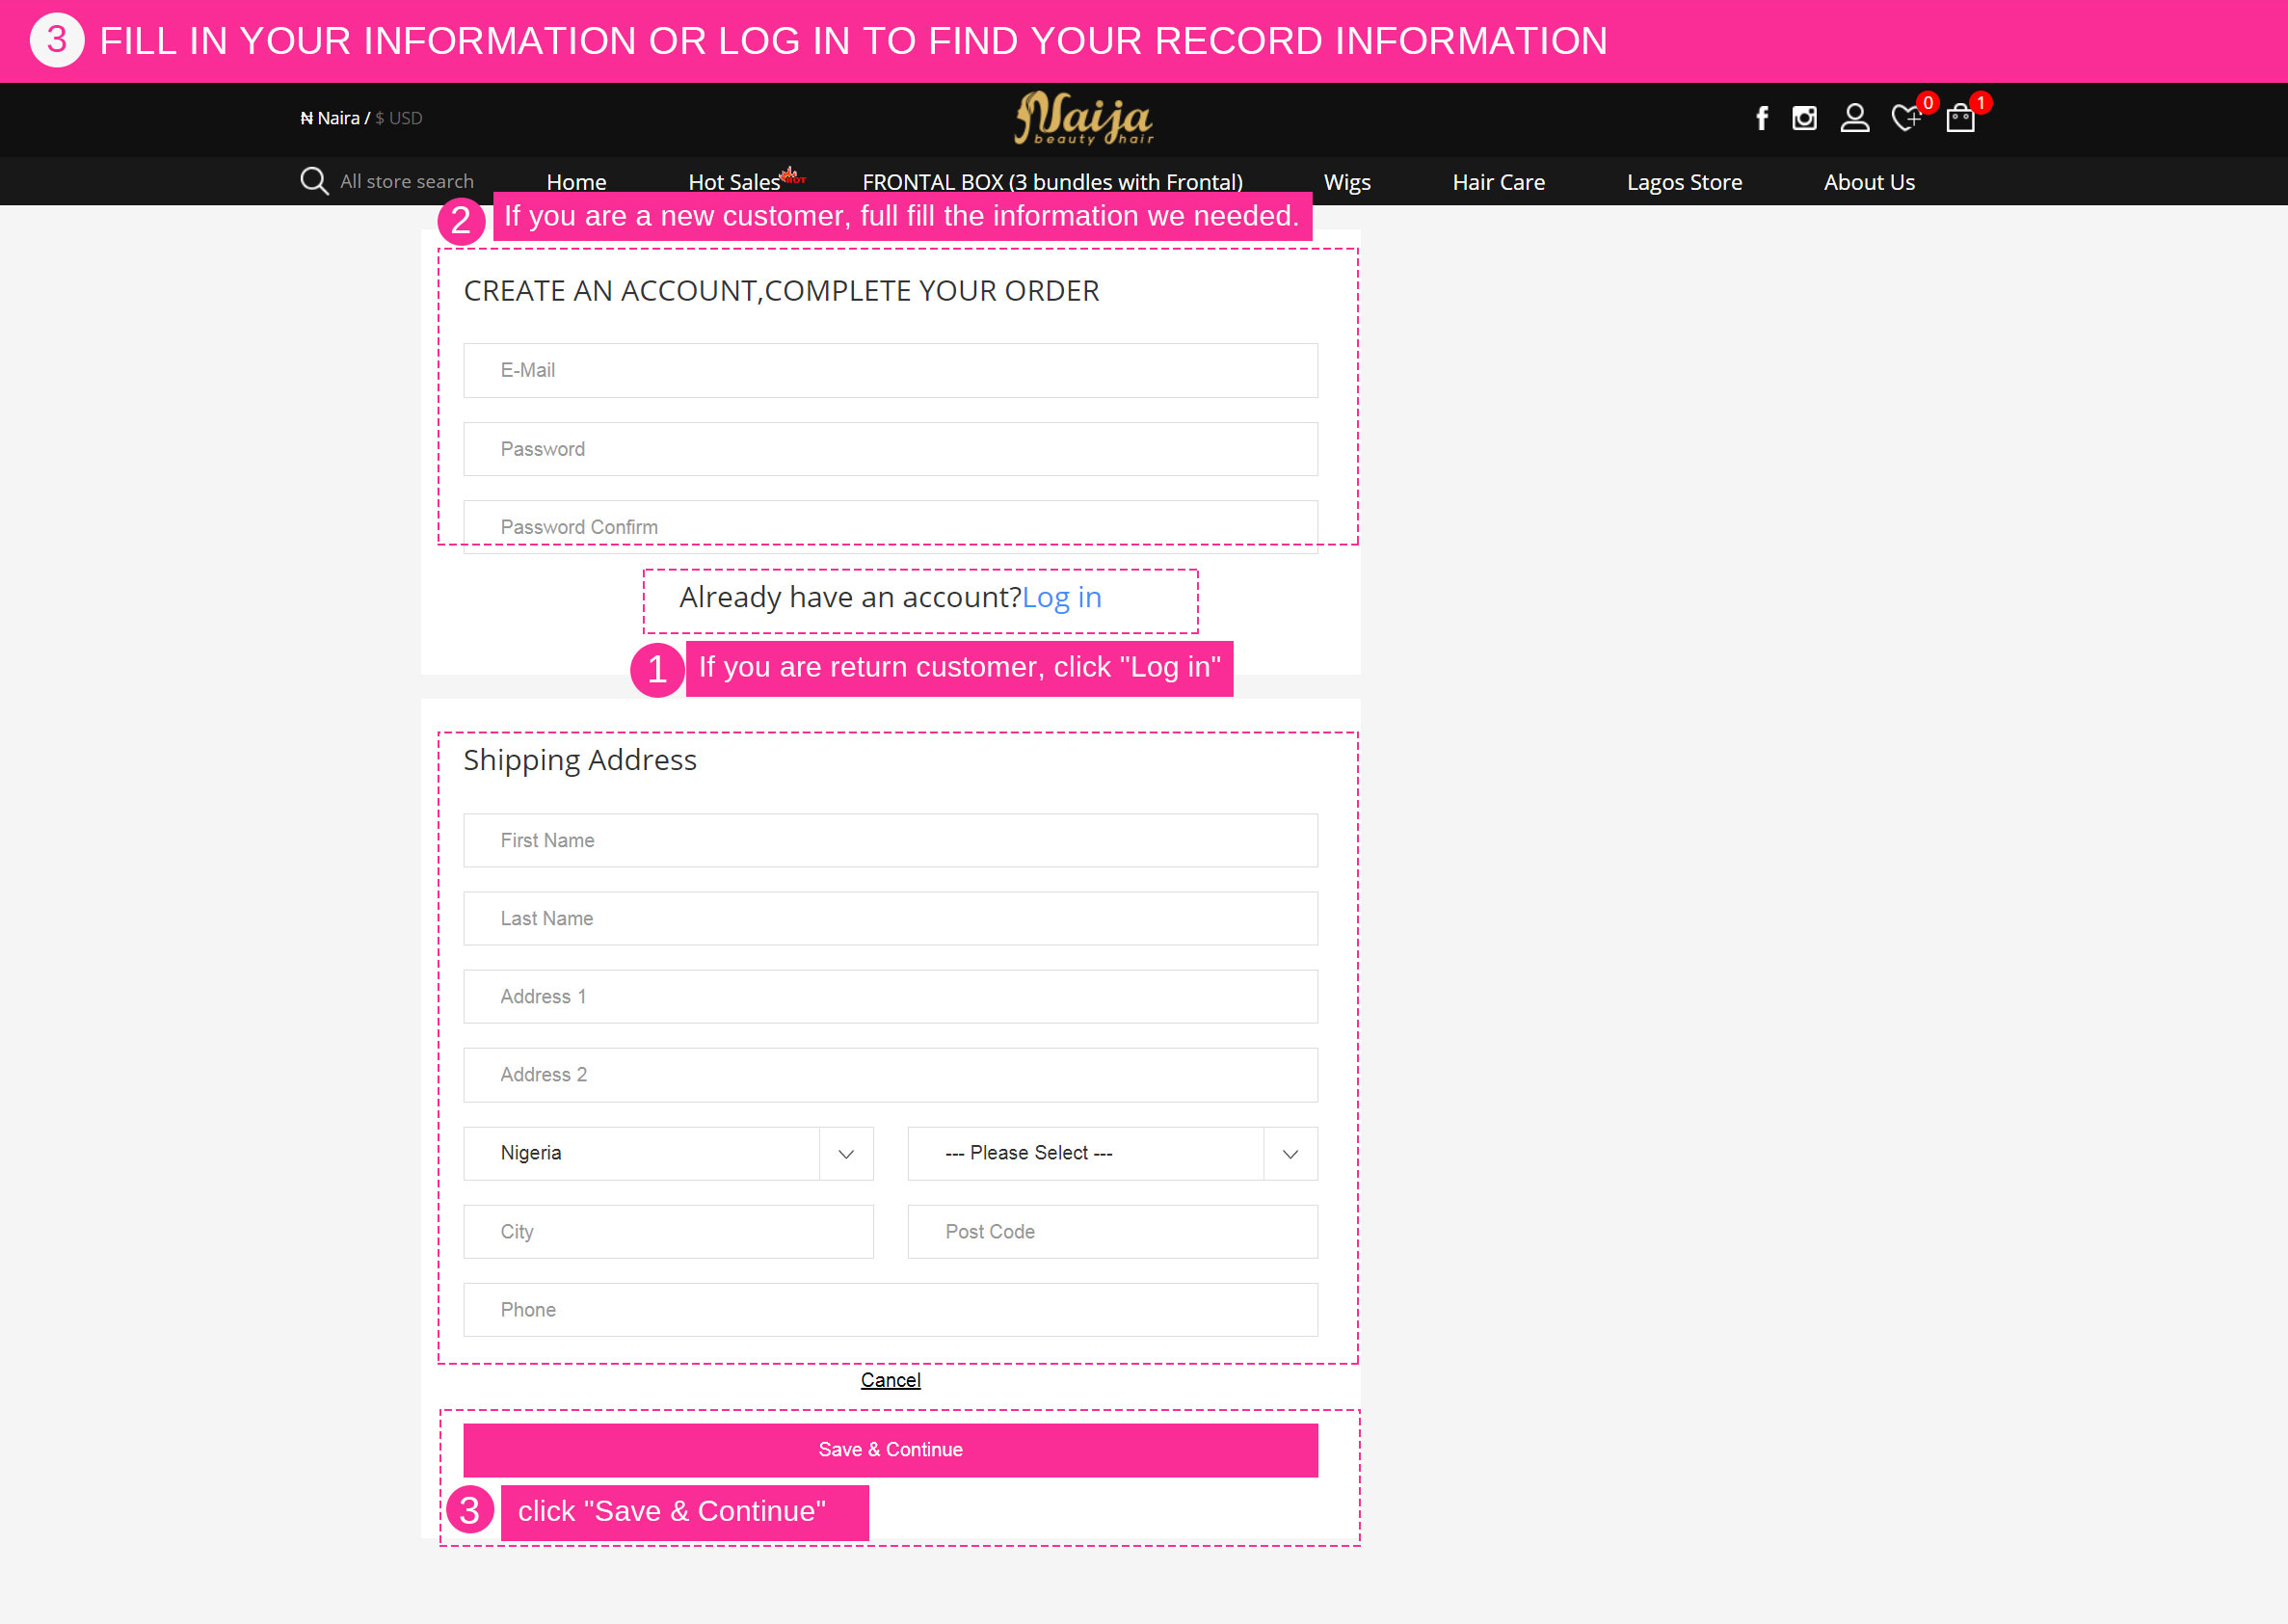 3 FILL IN YOUR INFORMATION OR LOG IN TO FIND YOUR RECORD INFORMATION
₦ Naira / $ USD
Naija
beauty hair
0
1
All store search
Home
Hot Sales
HOT
FRONTAL BOX (3 bundles with Frontal)
Wigs
Hair Care
Lagos Store
About Us
2 If you are a new customer, full fill the information we needed.
CREATE AN ACCOUNT,COMPLETE YOUR ORDER
E-Mail
Password
Password Confirm
Already have an account?Log in
1 If you are return customer, click "Log in"
Shipping Address
First Name
Last Name
Address 1
Address 2
Nigeria
--- Please Select ---
City
Post Code
Phone
Cancel
Save & Continue
3 click "Save & Continue"